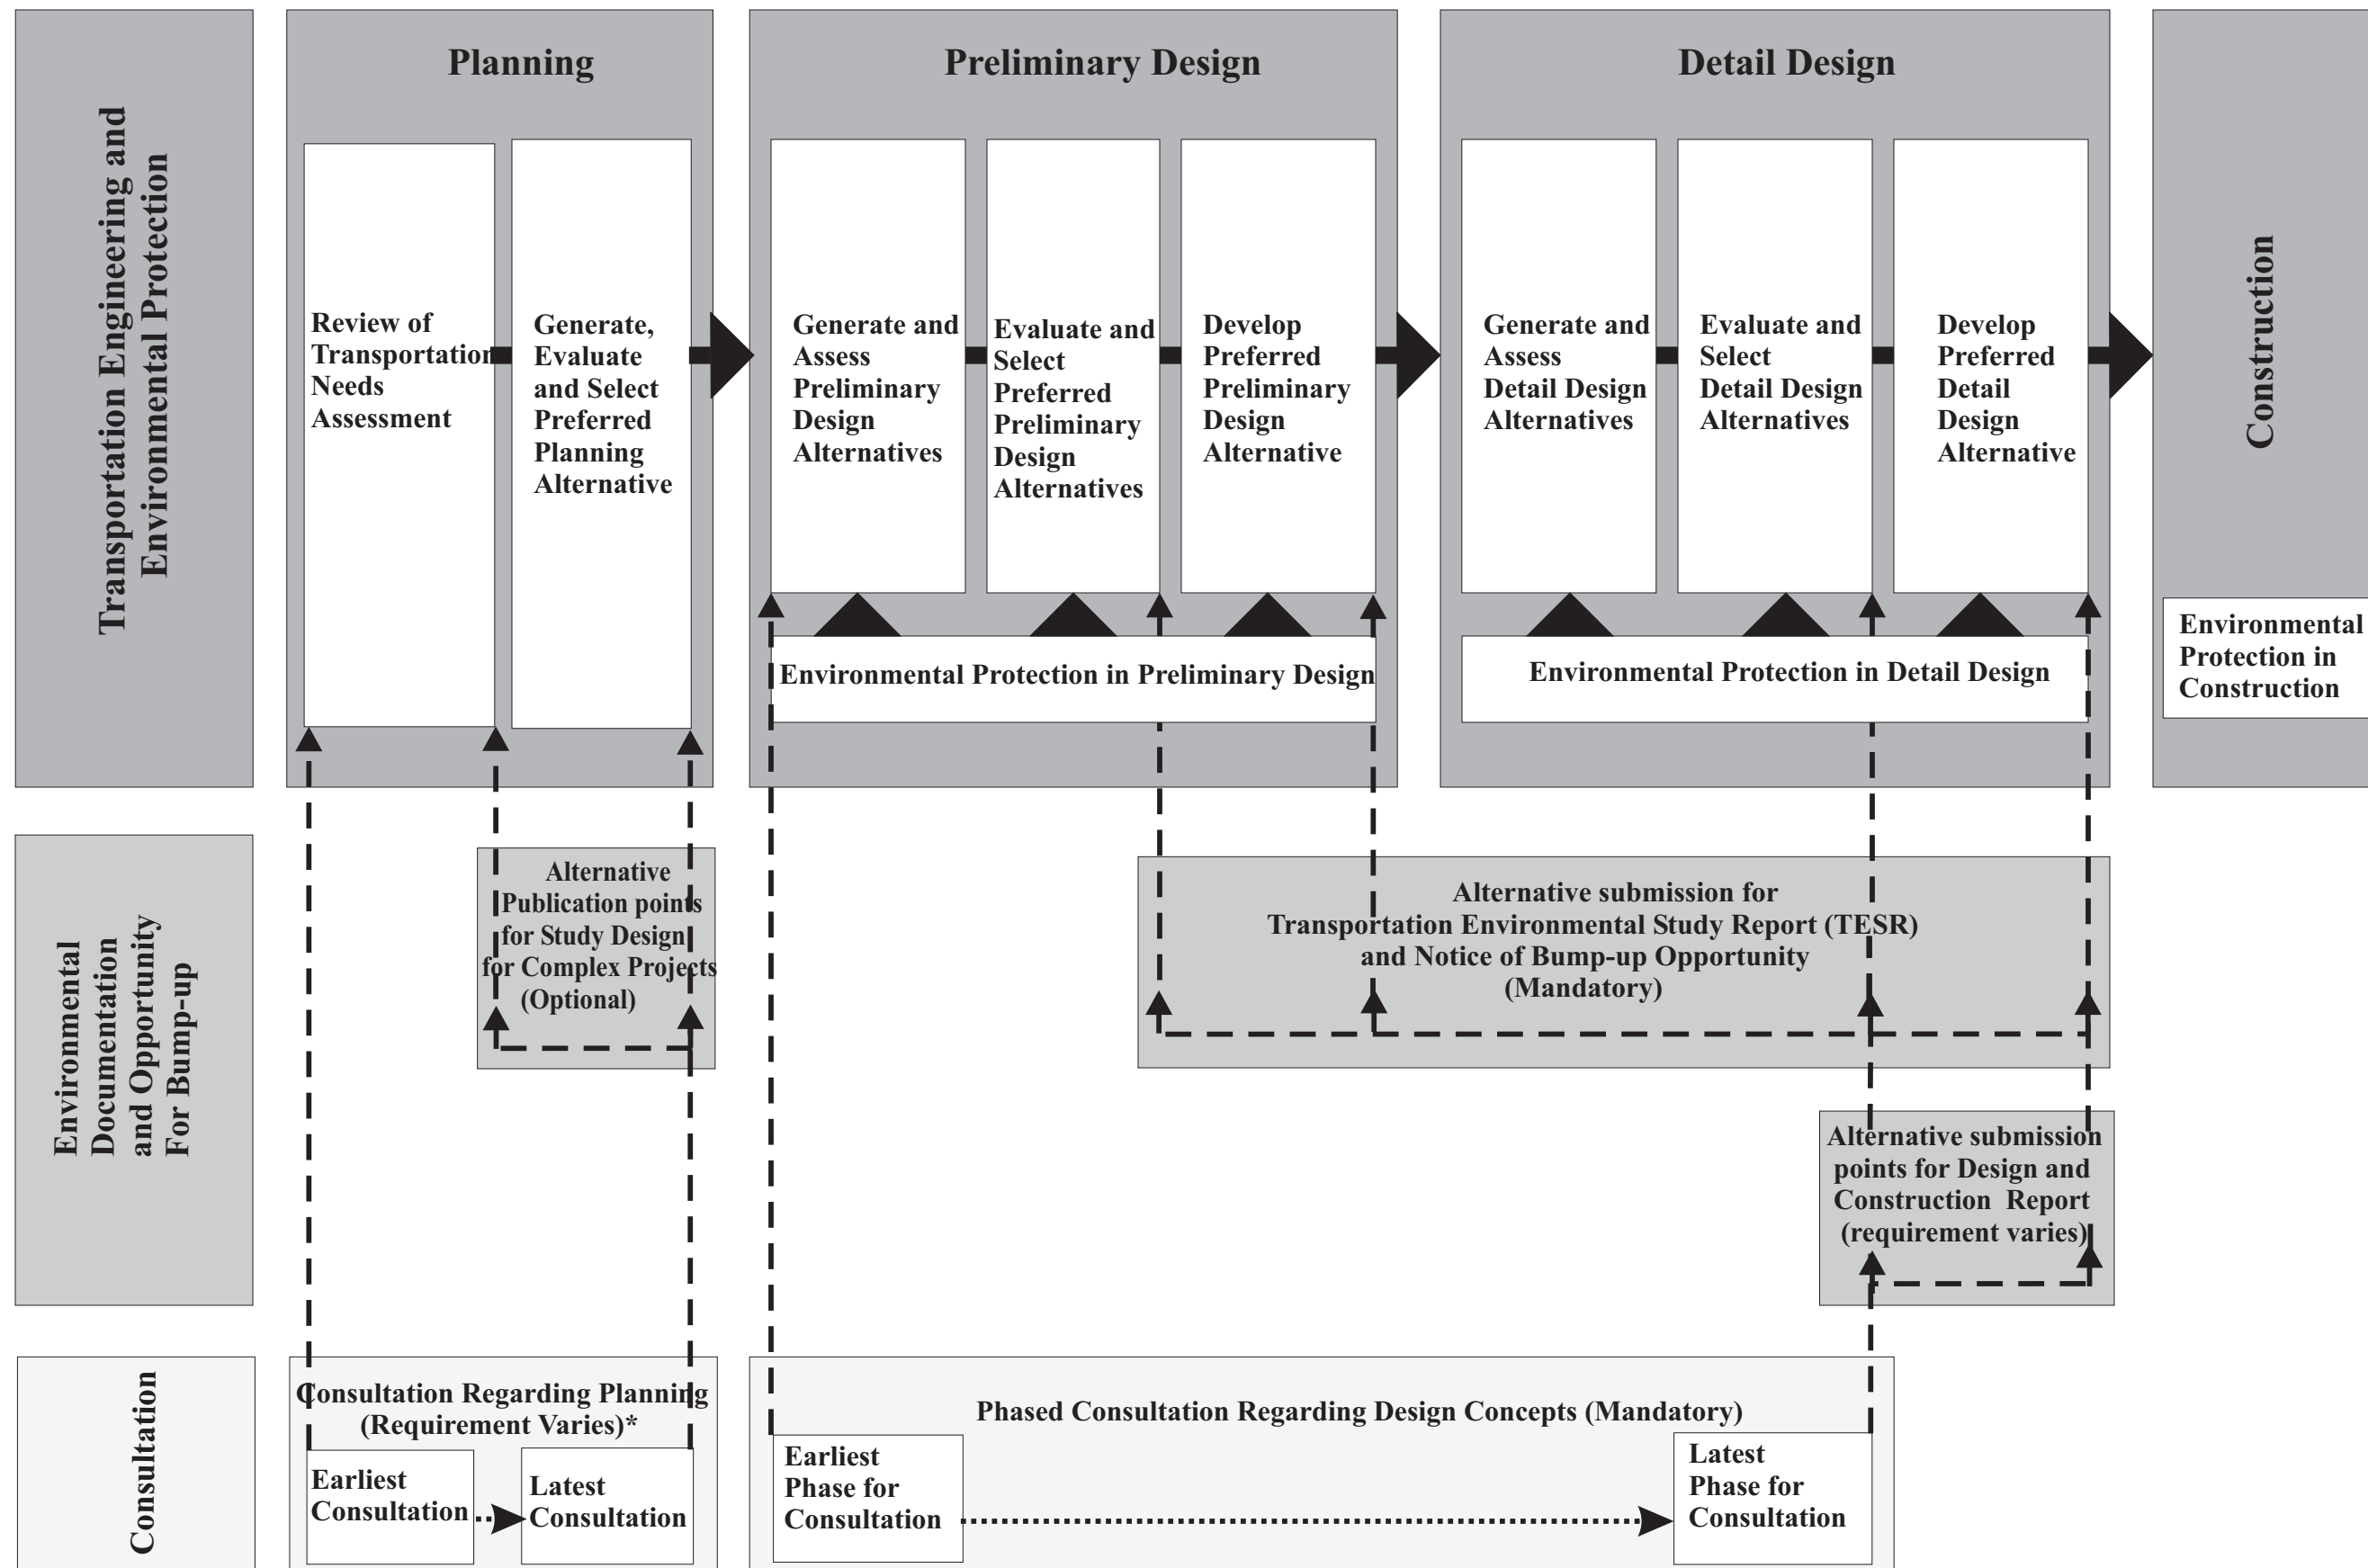 Transportation Engineering and
Environmental Protection
Planning
Review of
Transportation
Needs
Assessment
Generate,
Evaluate
and Select
Preferred
Planning
Alternative
Preliminary Design
Generate and
Assess
Preliminary
Design
Alternatives
Evaluate and
Select
Preferred
Preliminary
Design
Alternatives
Develop
Preferred
Preliminary
Design
Alternative
Environmental Protection in Preliminary Design
Detail Design
Generate and
Assess
Detail Design
Alternatives
Evaluate and
Select
Detail Design
Alternatives
Develop
Preferred
Detail
Design
Alternative
Environmental Protection in Detail Design
Construction
Environmental
Protection in
Construction
Environmental
Documentation
and Opportunity
For Bump-up
Alternative
Publication points
for Study Design
for Complex Projects
(Optional)
Alternative submission for
Transportation Environmental Study Report (TESR)
and Notice of Bump-up Opportunity
(Mandatory)
Alternative submission
points for Design and
Construction Report
(requirement varies)
Consultation
Consultation Regarding Planning
(Requirement Varies)*
Earliest
Consultation
Latest
Consultation
Phased Consultation Regarding Design Concepts (Mandatory)
Earliest
Phase for
Consultation
Latest
Phase for
Consultation